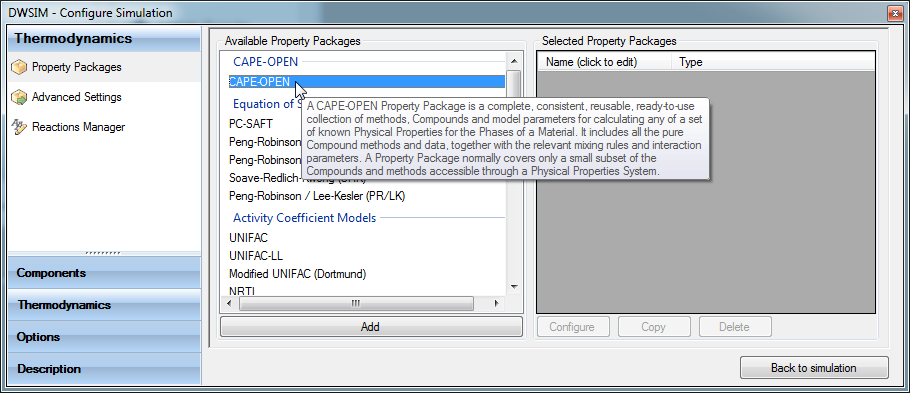 DWSIM - Configure Simulation
Thermodynamics
Property Packages
Advanced Settings
Reactions Manager
Components
Thermodynamics
Options
Description
Available Property Packages
CAPE-OPEN
CAPE-OPEN
Equation of S
PC-SAFT
Peng-Robinson
Peng-Robinson
Soave-Redlich-Kwong (SRK)
Peng-Robinson / Lee-Kesler (PR/LK)
Activity Coefficient Models
UNIFAC
UNIFAC-LL
Modified UNIFAC (Dortmund)
NRTL
Add
A CAPE-OPEN Property Package is a complete, consistent, reusable, ready-to-use
collection of methods, Compounds and model parameters for calculating any of a set
of known Physical Properties for the Phases of a Material. It includes all the pure
Compound methods and data, together with the relevant mixing rules and interaction
parameters. A Property Package normally covers only a small subset of the
Compounds and methods accessible through a Physical Properties System.
Selected Property Packages
Name (click to edit) Type
Configure Copy Delete
Back to simulation